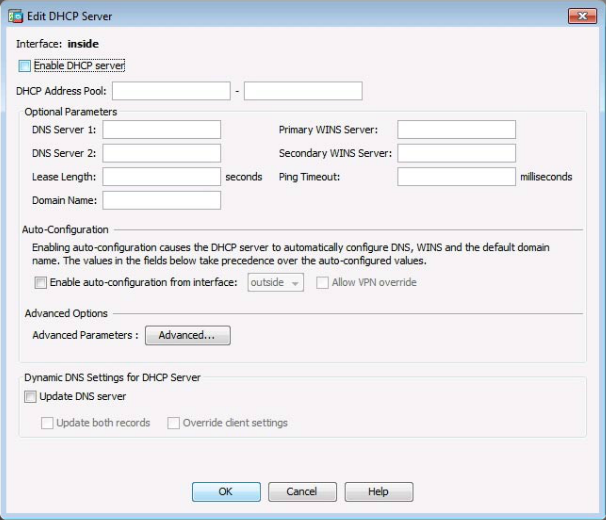 Edit DHCP Server
Interface: inside
Enable DHCP server
DHCP Address Pool: -
Optional Parameters
DNS Server 1: Primary WINS Server:
DNS Server 2: Secondary WINS Server:
Lease Length: seconds Ping Timeout: milliseconds
Domain Name:
Auto-Configuration
Enabling auto-configuration causes the DHCP server to automatically configure DNS, WINS and the default domain
name. The values in the fields below take precedence over the auto-configured values.
Enable auto-configuration from interface: outside Allow VPN override
Advanced Options
Advanced Parameters : Advanced...
Dynamic DNS Settings for DHCP Server
Update DNS server
Update both records Override client settings
OK Cancel Help